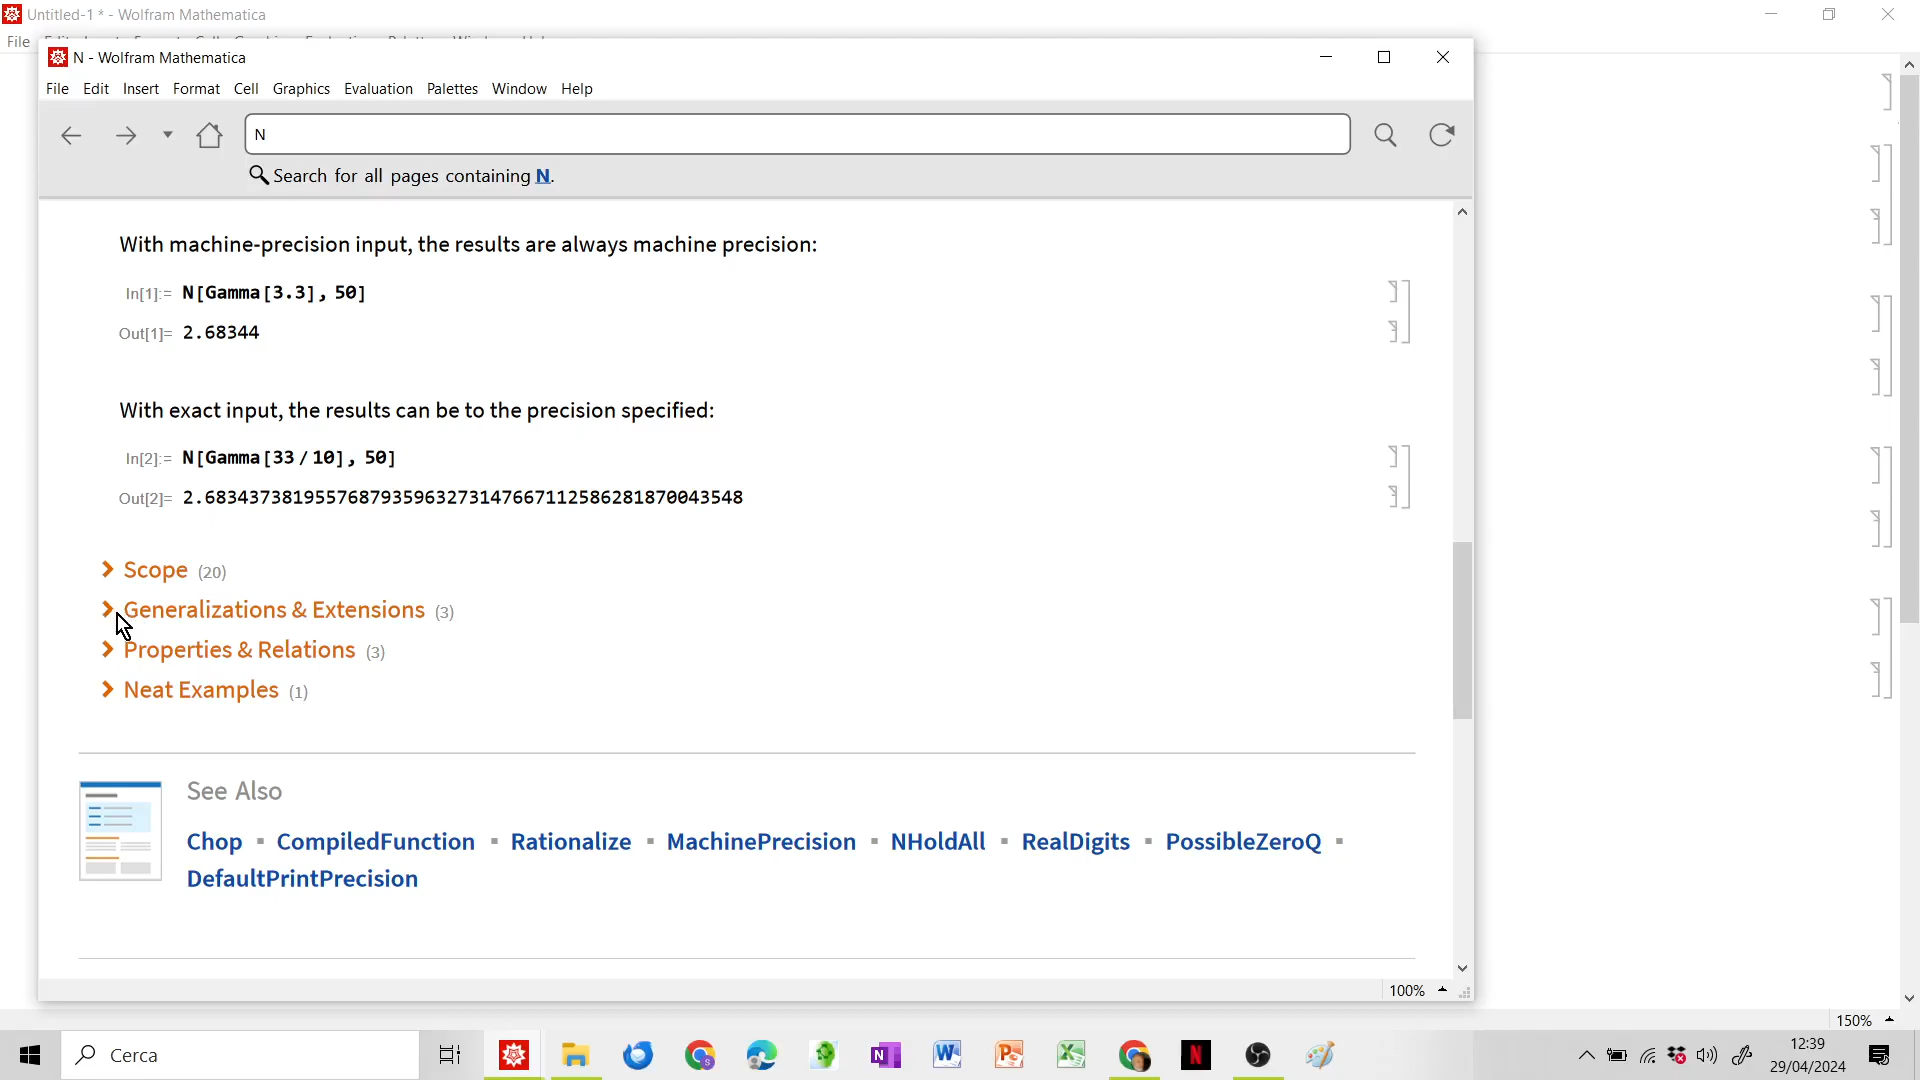 Untitled-1 * - Wolfram Mathematica
File
N - Wolfram Mathematica
File Edit Insert Format Cell Graphics Evaluation Palettes Window Help
N
Search for all pages containing N.
With machine-precision input, the results are always machine precision:
In[1]:= N[Gamma[3.3], 50]
Out[1]= 2.68344
With exact input, the results can be to the precision specified:
In[2]:= N[Gamma[33 / 10], 50]
Out[2]= 2.6834373819557687935963273147667112586281870043548
Scope (20)
Generalizations & Extensions (3)
Properties & Relations (3)
Neat Examples (1)
See Also
Chop ▪ CompiledFunction ▪ Rationalize ▪ MachinePrecision ▪ NHoldAll ▪ RealDigits ▪ PossibleZeroQ ▪
DefaultPrintPrecision
100%
150%
Cerca
12:39
29/04/2024